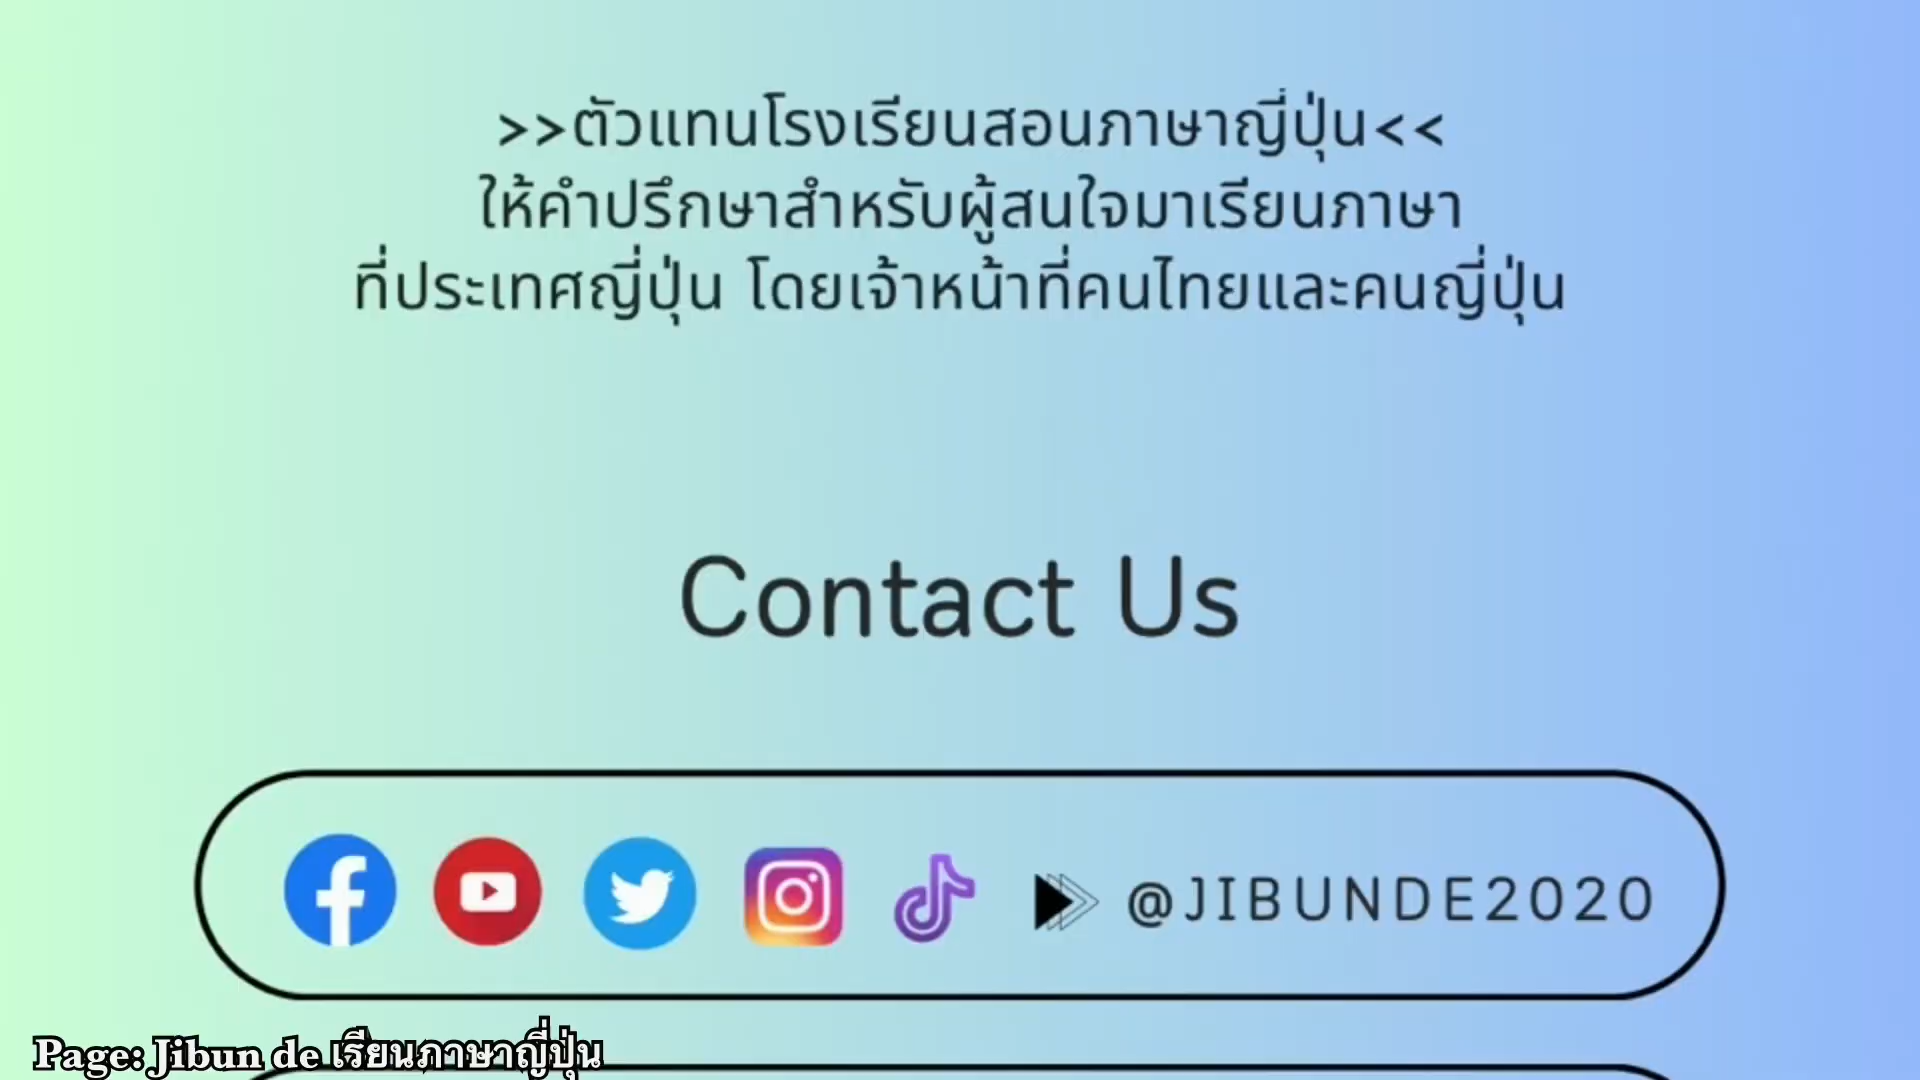 >>ตัวแทนโรงเรียนสอนภาษาญี่ปุ่น<<
ให้คำปรึกษาสำหรับผู้สนใจมาเรียนภาษา
ที่ประเทศญี่ปุ่น โดยเจ้าหน้าที่คนไทยและคนญี่ปุ่น
Contact Us
@JIBUNDE2020
Page: Jibun de เรียนภาษาญี่ปุ่น